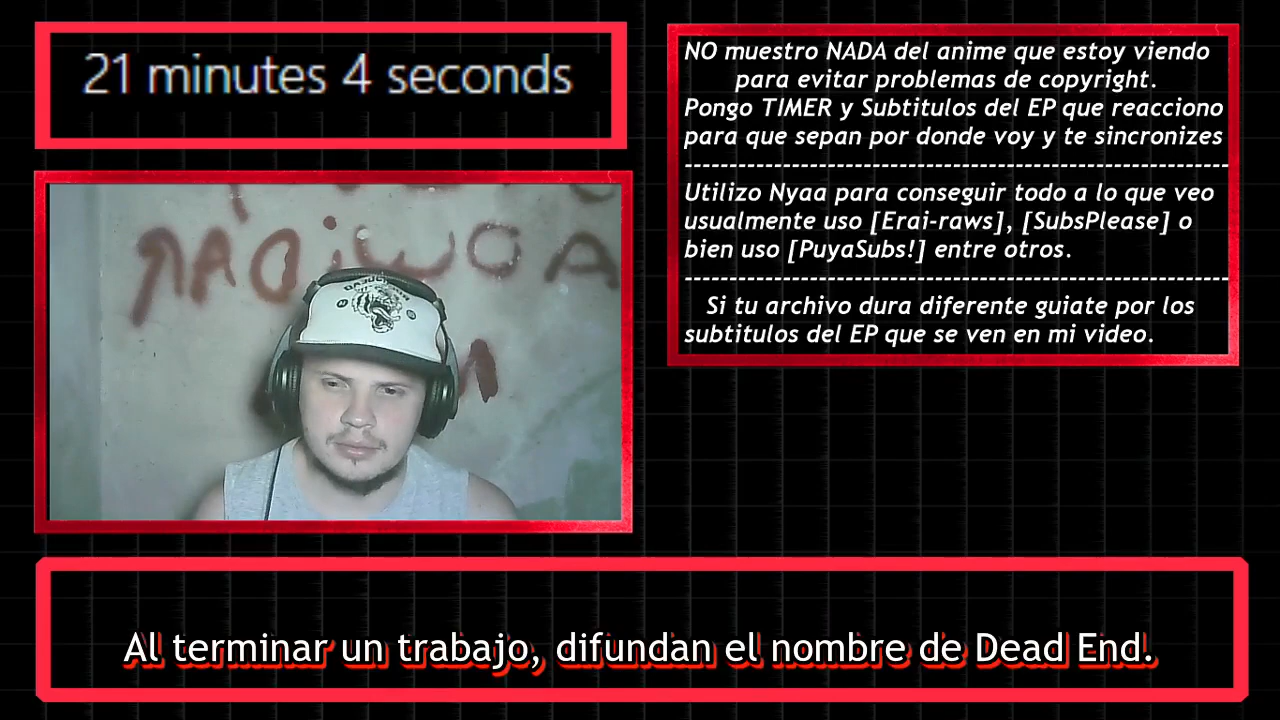 21 minutes 4 seconds
NO muestro NADA del anime que estoy viendo
para evitar problemas de copyright.
Pongo TIMER y Subtitulos del EP que reacciono
para que sepan por donde voy y te sincronizes
Utilizo Nyaa para conseguir todo a lo que veo
usualmente uso [Erai-raws], [SubsPlease] o
bien uso [PuyaSubs!] entre otros.
Si tu archivo dura diferente guiate por los
subtitulos del EP que se ven en mi video.
Al terminar un trabajo, difundan el nombre de Dead End.